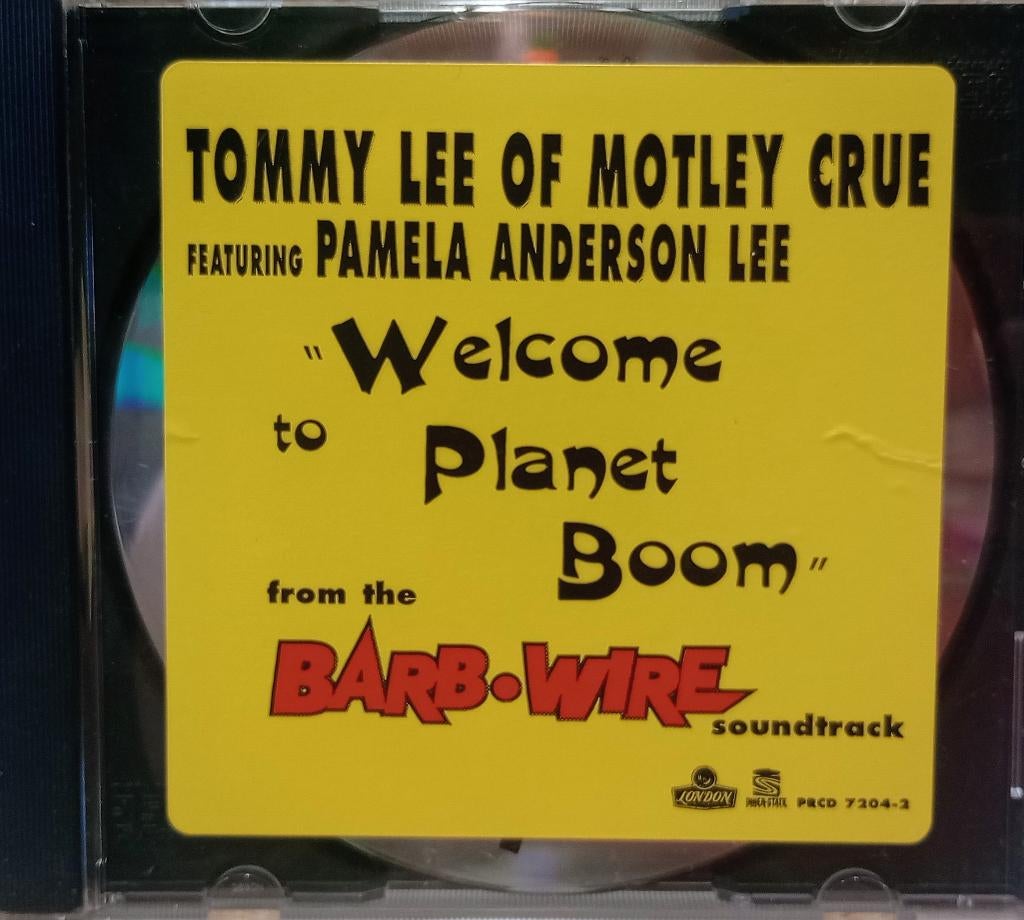 TOMMY LEE OF MOTLEY CRUE
FEATURING PAMELA ANDERSON LEE
"Welcome
to Planet
Boom"
from the
BARB•WIRE
soundtrack
LONDON PRCD 7204-2